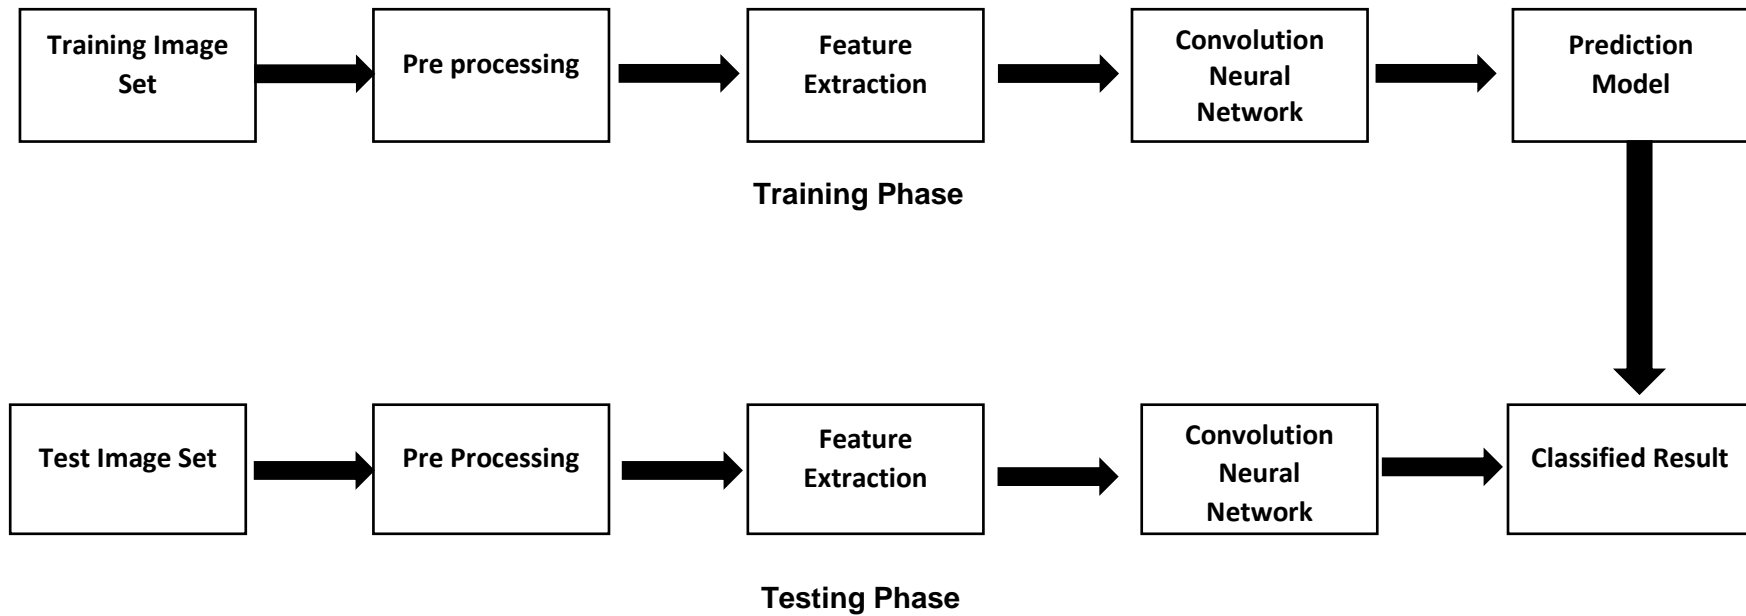 Training Image
Set
Pre processing
Feature
Extraction
Convolution
Neural
Network
Prediction
Model
Training Phase
Test Image Set
Pre Processing
Feature
Extraction
Convolution
Neural
Network
Classified Result
Testing Phase